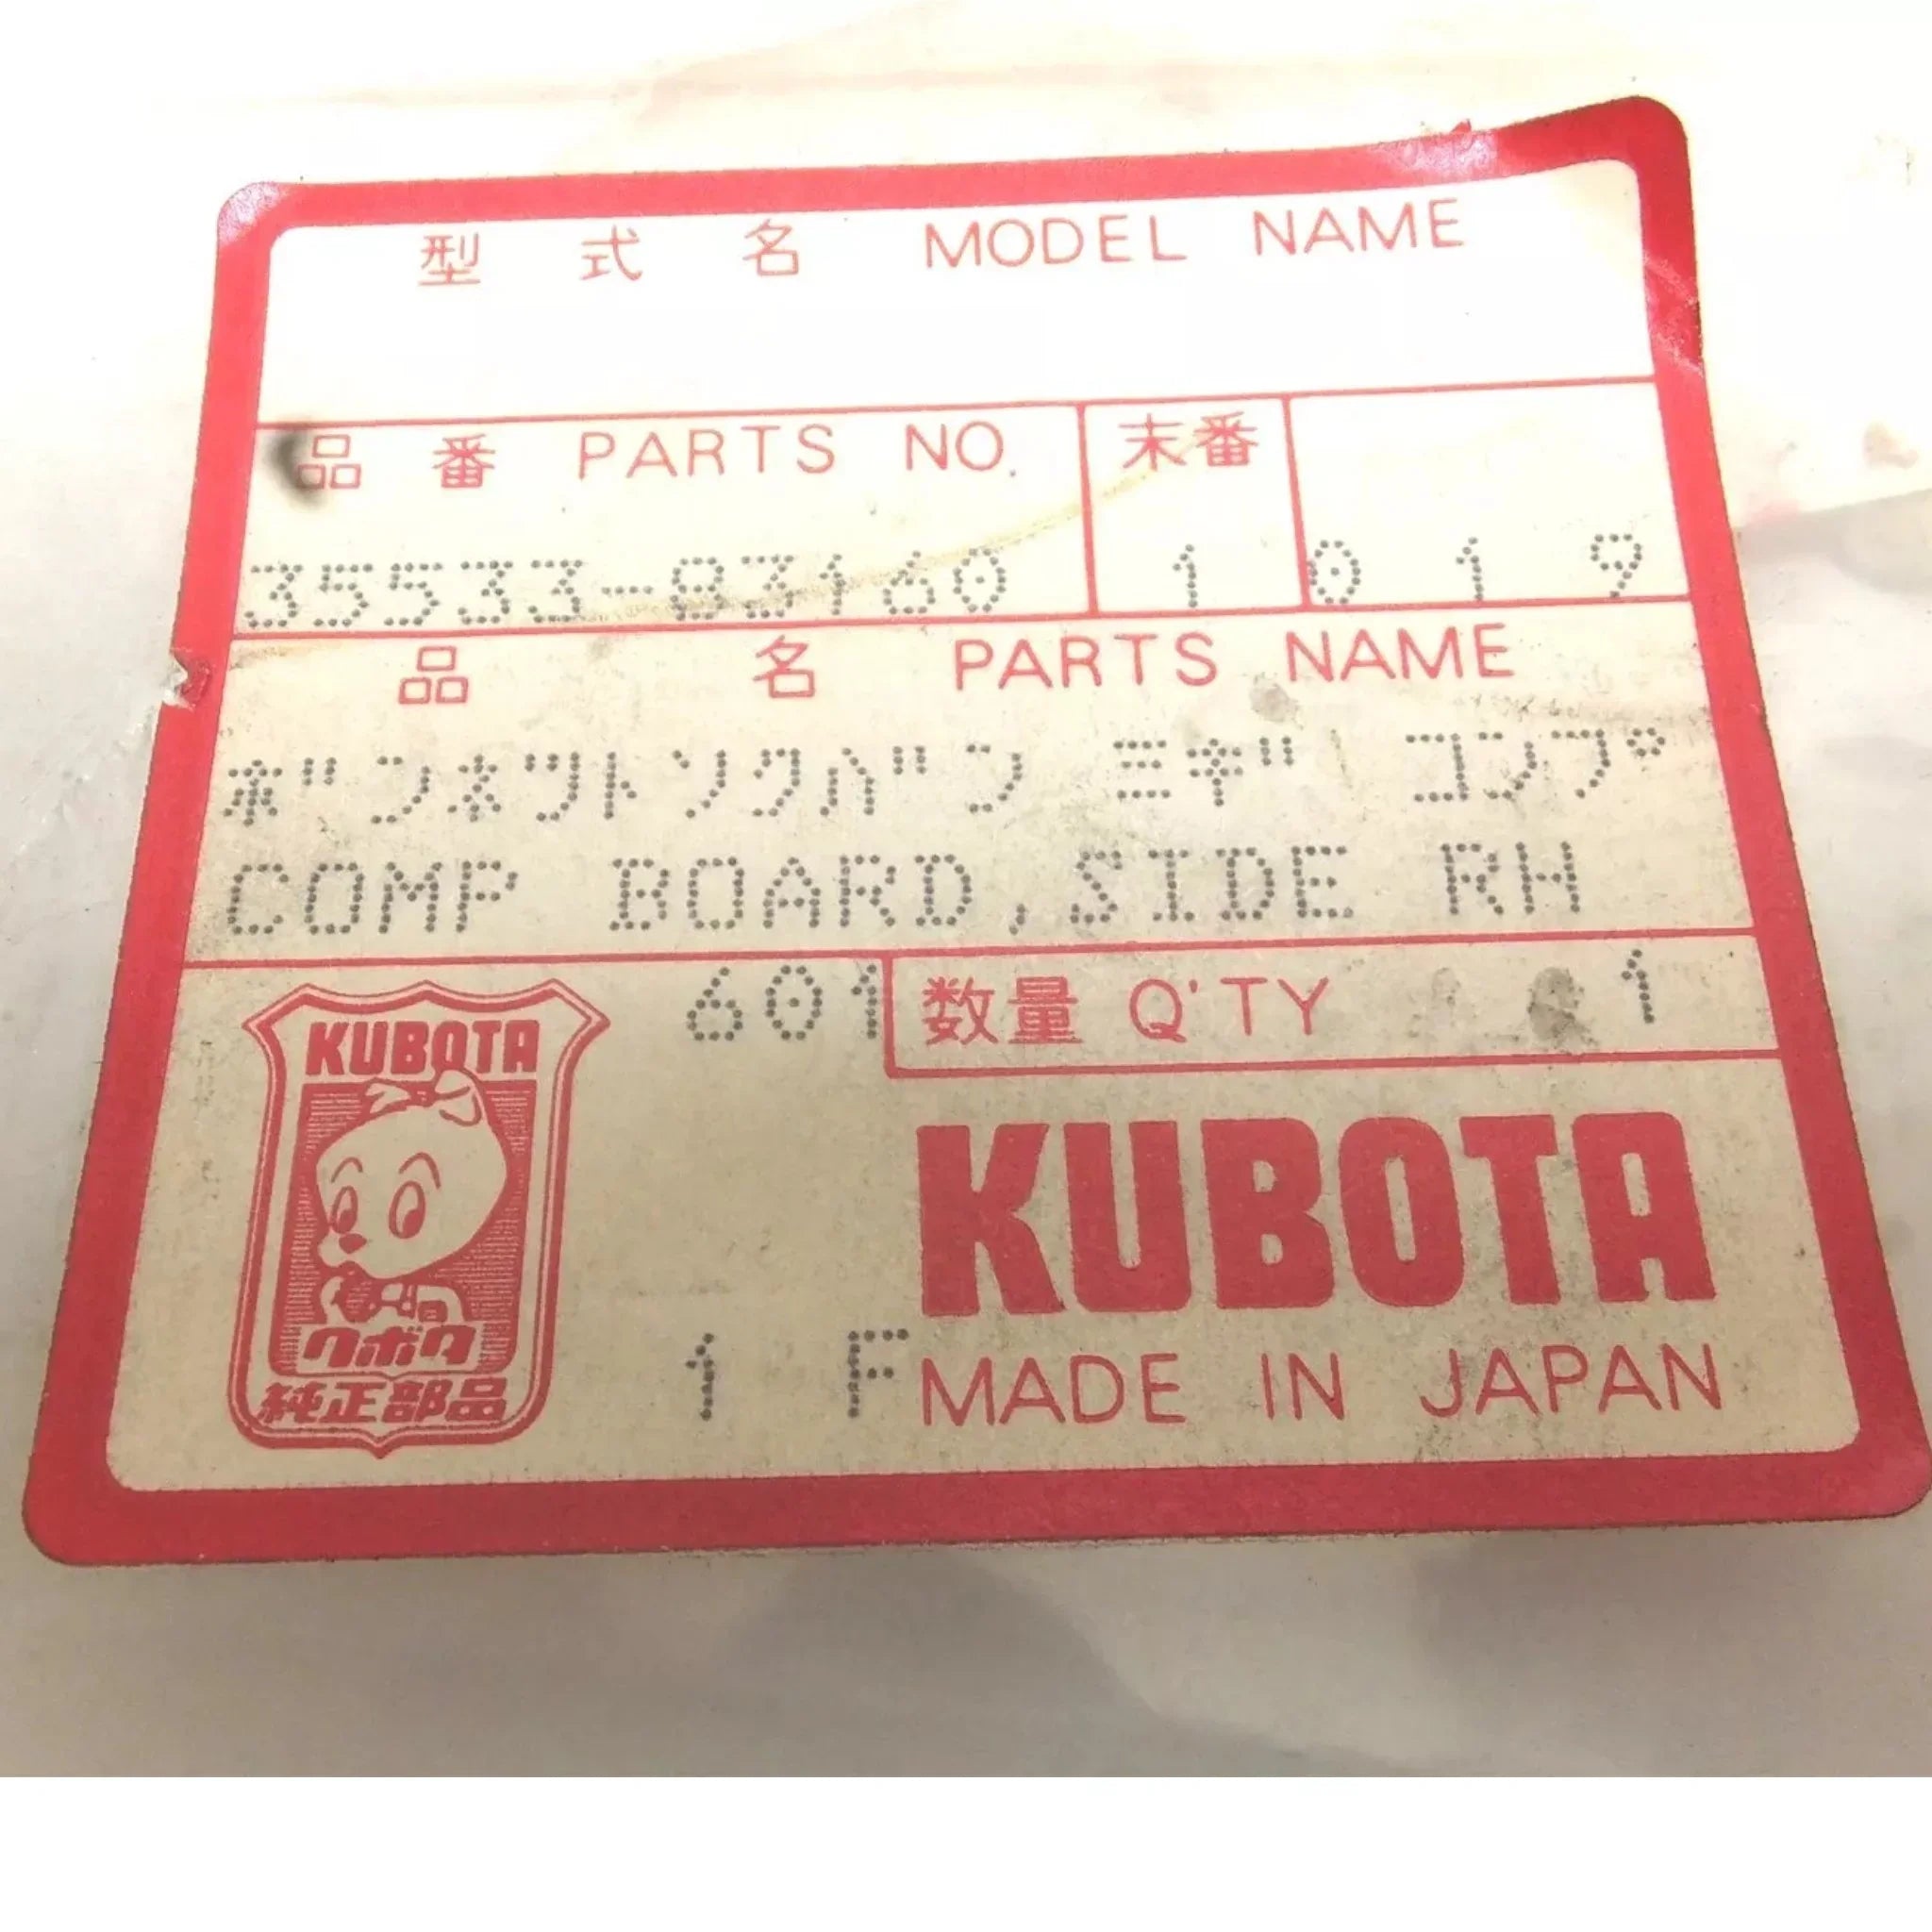 型式名 MODEL NAME
品番 PARTS NO. 末番
35533-83160 1 0 1 9
品名 PARTS NAME
ボンネットソクバン ミギ コンプ
COMP BOARD,SIDE RH
601 数量 Q'TY 1
KUBOTA
クボタ
純正部品
KUBOTA
1 F MADE IN JAPAN